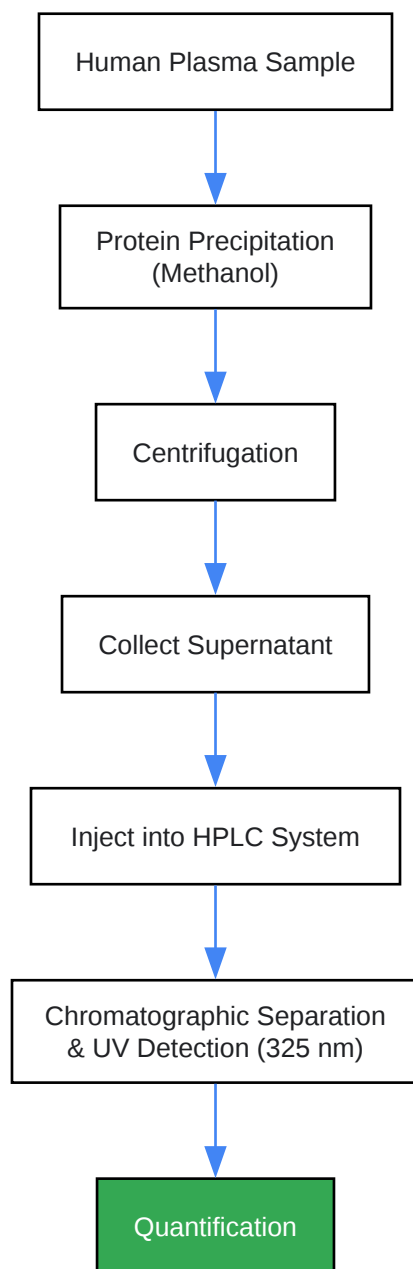 Human Plasma Sample
Protein Precipitation
(Methanol)
Centrifugation
Collect Supernatant
Inject into HPLC System
Chromatographic Separation
& UV Detection (325 nm)
Quantification